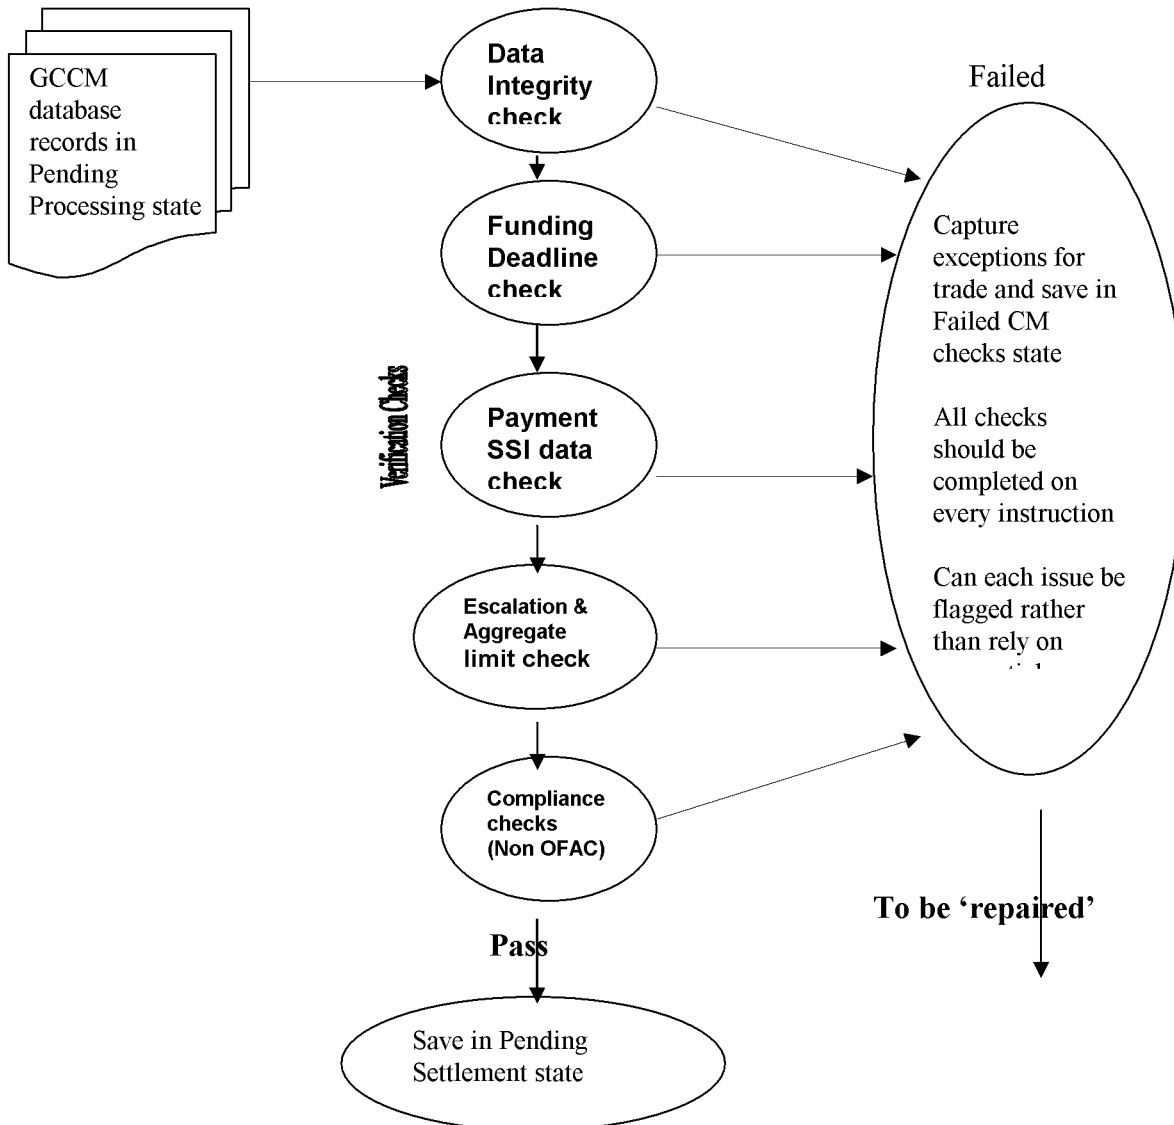 GCCM
database
records in
Pending
Processing state
Data
Integrity
check
Failed
Funding
Deadline
check
Verification Checks
Payment
SSI data
check
Capture
exceptions for
trade and save in
Failed CM
checks state
All checks
should be
completed on
every instruction
Can each issue be
flagged rather
than rely on
Escalation &
Aggregate
limit check
Compliance
checks
(Non OFAC)
To be ‘repaired’
Pass
Save in Pending
Settlement state